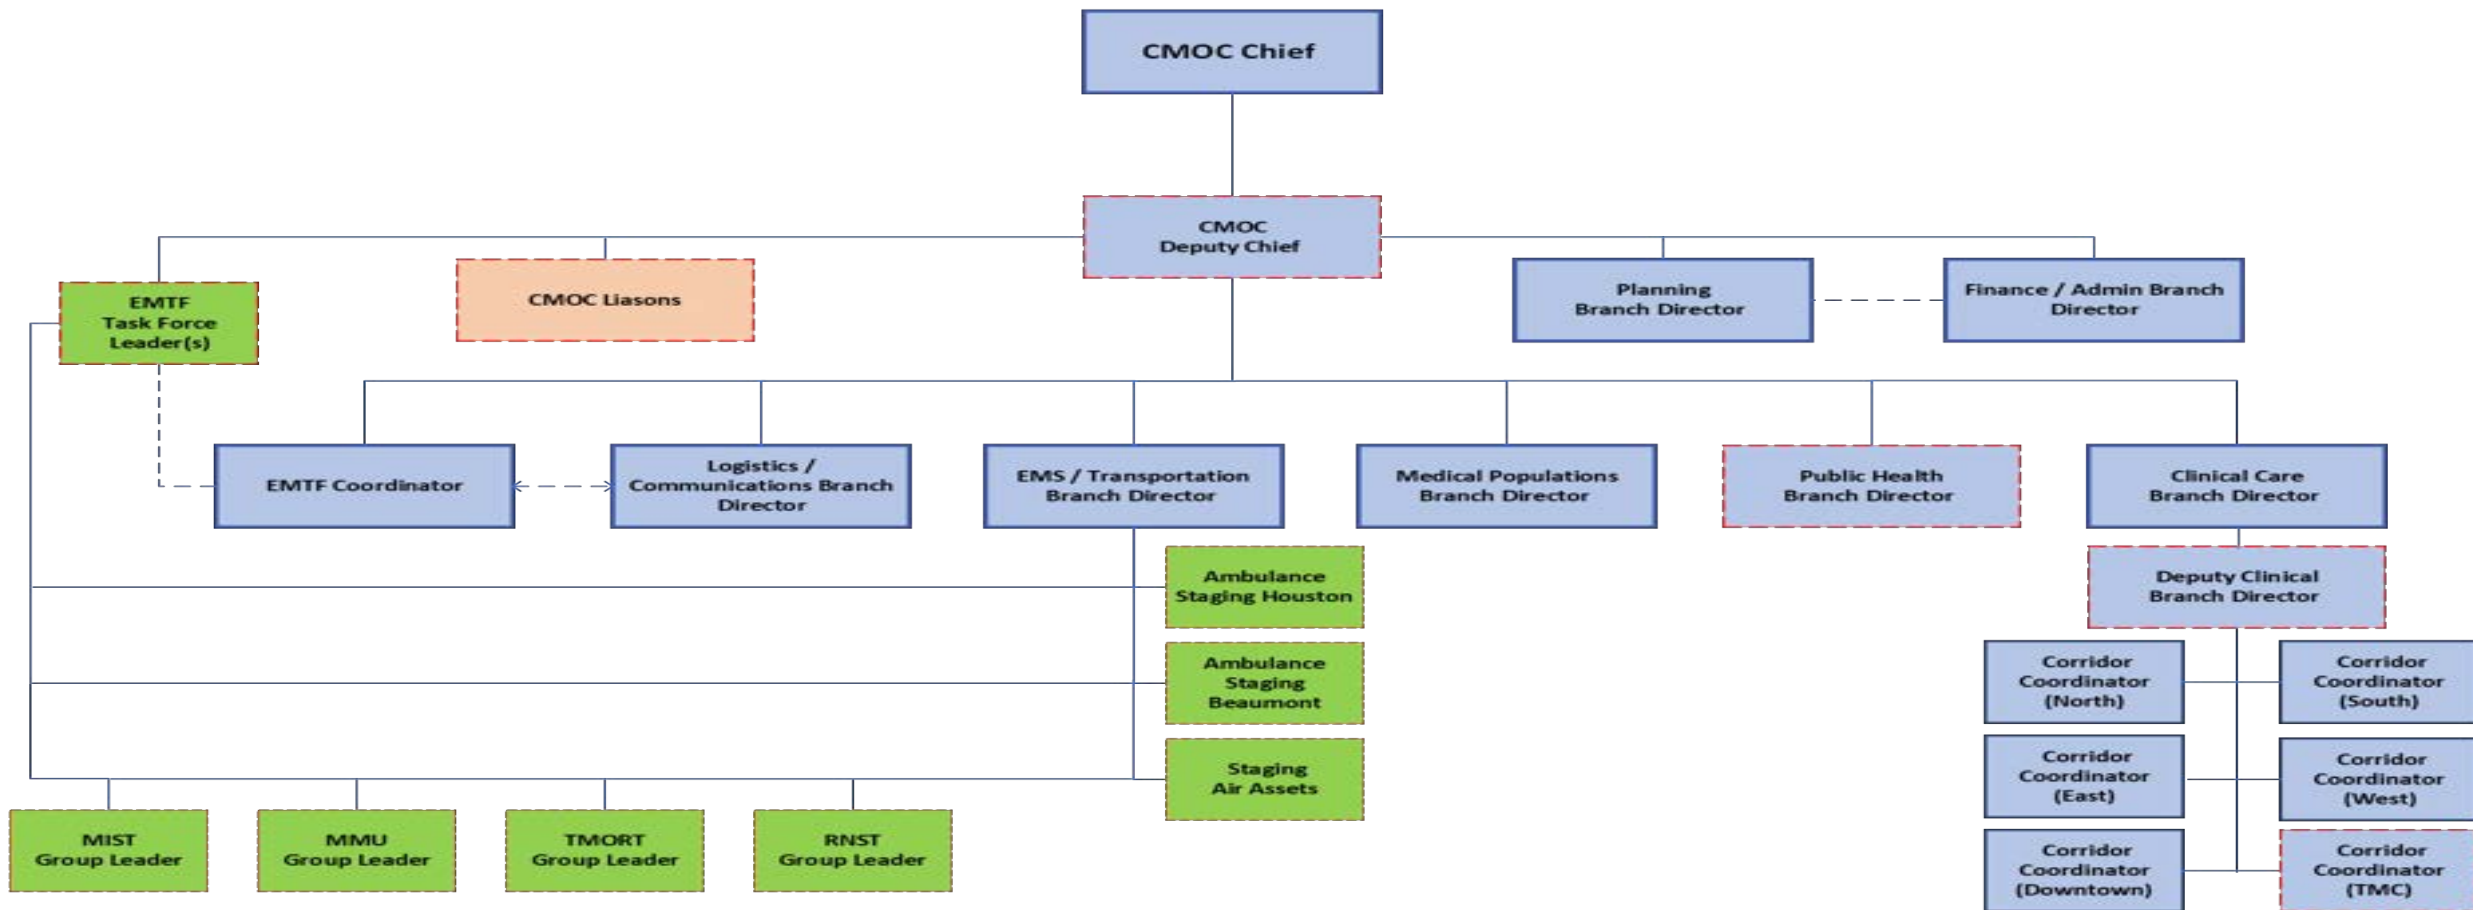 CMOC Chief
CMOC
Deputy Chief
EMTF
Task Force
Leader(s)
CMOC Liasons
Planning
Branch Director
Finance / Admin Branch
Director
EMTF Coordinator
Logistics /
Communications Branch
Director
EMS / Transportation
Branch Director
Medical Populations
Branch Director
Public Health
Branch Director
Clinical Care
Branch Director
Ambulance
Staging Houston
Deputy Clinical
Branch Director
Ambulance
Staging
Beaumont
Corridor
Coordinator
(North)
Corridor
Coordinator
(South)
Staging
Air Assets
Corridor
Coordinator
(East)
Corridor
Coordinator
(West)
MIST
Group Leader
MMU
Group Leader
TMORT
Group Leader
RNST
Group Leader
Corridor
Coordinator
(Downtown)
Corridor
Coordinator
(TMC)